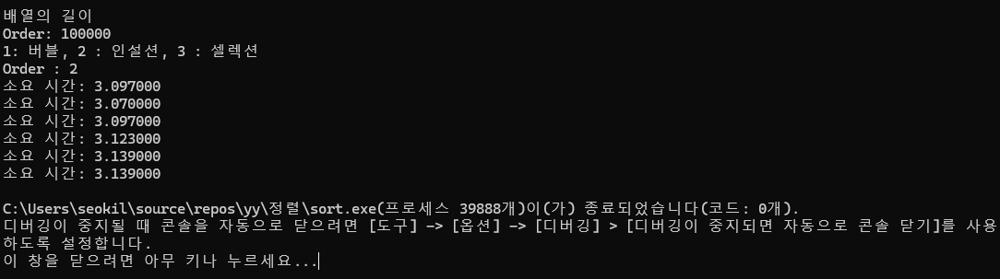 배열의 길이
Order: 100000
1: 버블, 2 : 인설션, 3 : 셀렉션
Order : 2
소요 시간: 3.097000
소요 시간: 3.070000
소요 시간: 3.097000
소요 시간: 3.123000
소요 시간: 3.139000
소요 시간: 3.139000
C:\Users\seokil\source\repos\yy\정렬\sort.exe(프로세스 39888개)이(가) 종료되었습니다(코드: 0개).
디버깅이 중지될 때 콘솔을 자동으로 닫으려면 [도구] -> [옵션] -> [디버깅] > [디버깅이 중지되면 자동으로 콘솔 닫기]를 사용
하도록 설정합니다.
이 창을 닫으려면 아무 키나 누르세요...